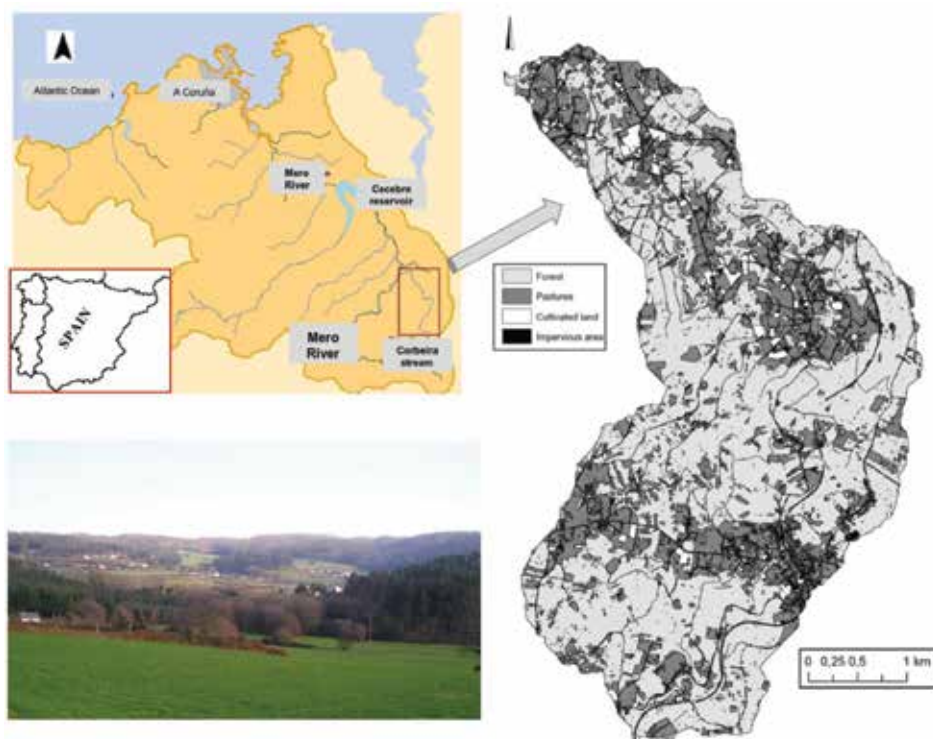 Atlantic Ocean
A Coruña
Mero
River
Cecebre
reservoir
SPAIN
Mero
River
Corbeira
stream
Forest
Pastures
Cultivated land
Impervious area
0 0,25 0,5 1 km